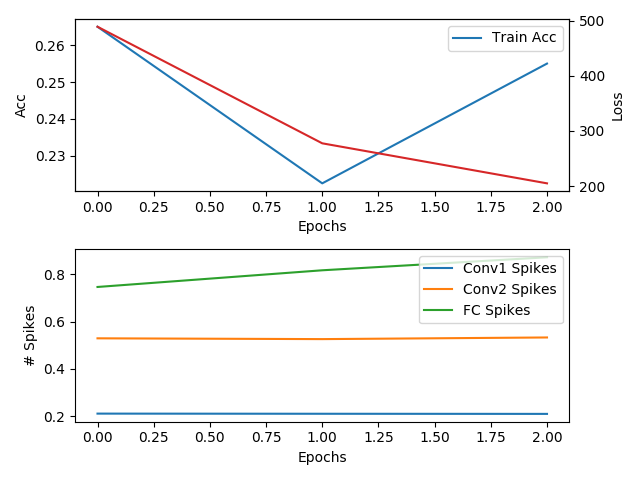 Train Acc
0.26
0.25
0.24
0.23
Acc
500
400
300
200
Loss
0.00 0.25 0.50 0.75 1.00 1.25 1.50 1.75 2.00
Epochs
Conv1 Spikes
Conv2 Spikes
FC Spikes
0.8
0.6
0.4
0.2
# Spikes
0.00 0.25 0.50 0.75 1.00 1.25 1.50 1.75 2.00
Epochs